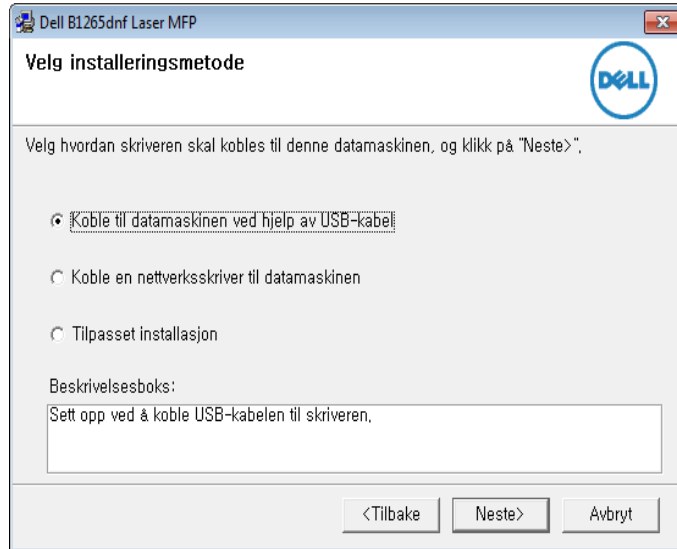 Dell B1265dnf Laser MFP
Velg installeringsmetode
DELL
Velg hvordan skriveren skal kobles til denne datamaskinen, og klikk på "Neste>",
Koble til datamaskinen ved hjelp av USB-kabel
Koble en nettverksskriver til datamaskinen
Tilpasset installasjon
Beskrivelsesboks:
Sett opp ved å koble USB-kabelen til skriveren,
<Tilbake
Neste>
Avbryt